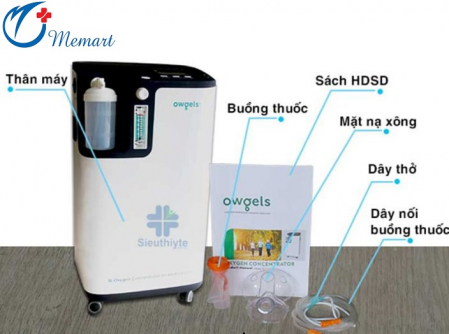 Memart
Thân máy
owgels
Buồng thuốc
Sách HDSD
Mặt nạ xông
Dây thở
Dây nối
buồng thuốc
Sieuthiyte
owgels
OXYGEN CONCENTRATOR